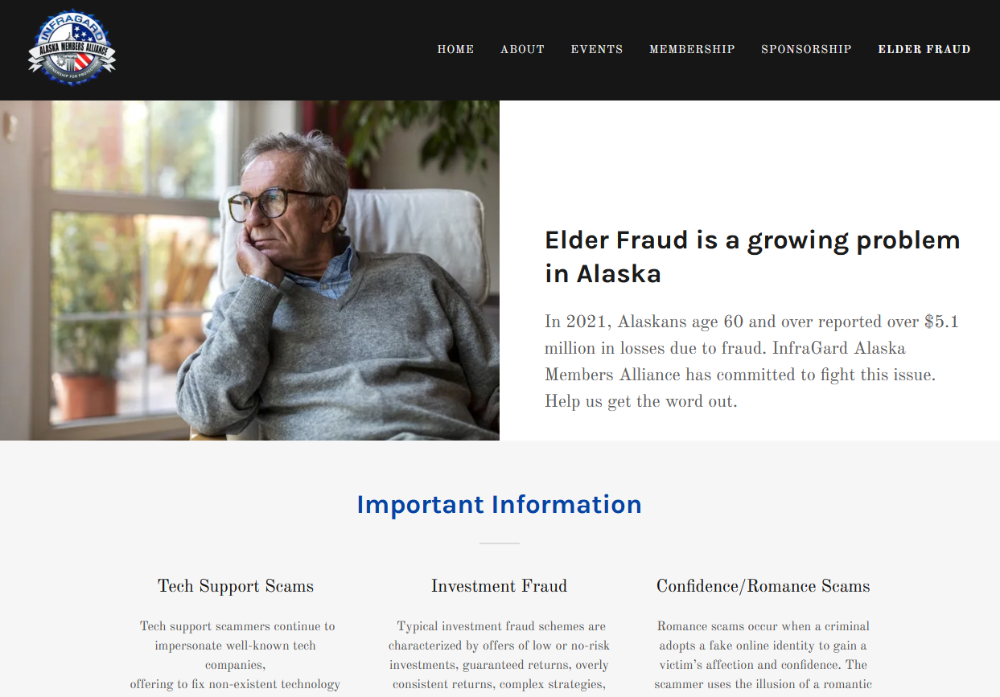 INFRAGARD
ALASKA MEMBERS ALLIANCE
PARTNERSHIP FOR PROTECTION
HOME ABOUT EVENTS MEMBERSHIP SPONSORSHIP ELDER FRAUD
Elder Fraud is a growing problem
in Alaska
In 2021, Alaskans age 60 and over reported over $5.1
million in losses due to fraud. InfraGard Alaska
Members Alliance has committed to fight this issue.
Help us get the word out.
Important Information
Tech Support Scams
Tech support scammers continue to
impersonate well-known tech
companies,
offering to fix non-existent technology
Investment Fraud
Typical investment fraud schemes are
characterized by offers of low or no-risk
investments, guaranteed returns, overly
consistent returns, complex strategies,
Confidence/Romance Scams
Romance scams occur when a criminal
adopts a fake online identity to gain a
victim’s affection and confidence. The
scammer uses the illusion of a romantic